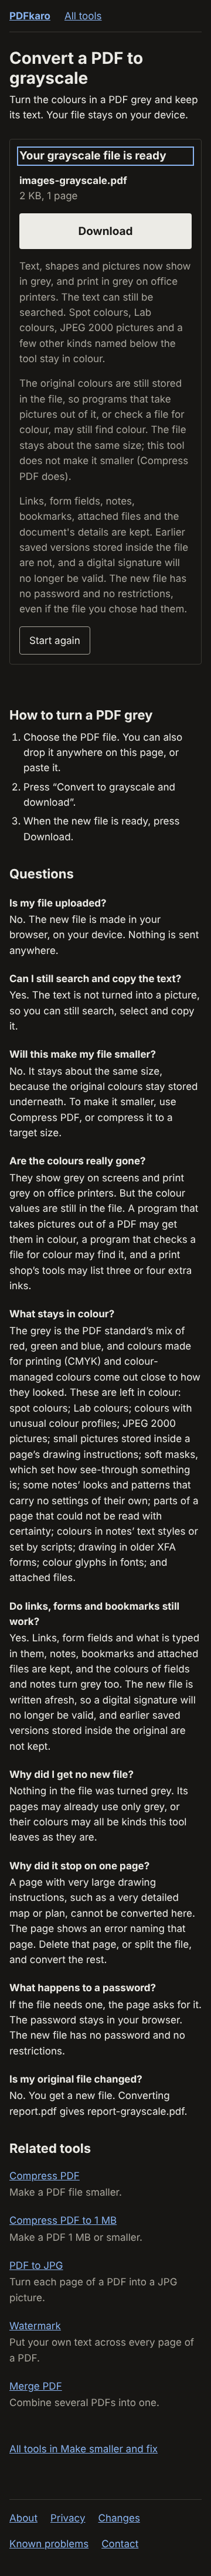 PDFkaro All tools
Convert a PDF to
grayscale
Turn the colours in a PDF grey and keep
its text. Your file stays on your device.
Your grayscale file is ready
images-grayscale.pdf
2 KB, 1 page
Download
Text, shapes and pictures now show
in grey, and print in grey on office
printers. The text can still be
searched. Spot colours, Lab
colours, JPEG 2000 pictures and a
few other kinds named below the
tool stay in colour.
The original colours are still stored
in the file, so programs that take
pictures out of it, or check a file for
colour, may still find colour. The file
stays about the same size; this tool
does not make it smaller (Compress
PDF does).
Links, form fields, notes,
bookmarks, attached files and the
document's details are kept. Earlier
saved versions stored inside the file
are not kept, and a digital signature will
no longer be valid. The new file has
no password and no restrictions,
even if the file you chose had them.
Start again
How to turn a PDF grey
1. Choose the PDF file. You can also
drop it anywhere on this page, or
paste it.
2. Press “Convert to grayscale and
download”.
3. When the new file is ready, press
Download.
Questions
Is my file uploaded?
No. The new file is made in your
browser, on your device. Nothing is sent
anywhere.
Can I still search and copy the text?
Yes. The text is not turned into a picture,
so you can still search, select and copy
it.
Will this make my file smaller?
No. It stays about the same size,
because the original colours stay stored
underneath. To make it smaller, use
Compress PDF, or compress it to a
target size.
Are the colours really gone?
They show grey on screens and print
grey on office printers. But the colour
values are still in the file. A program that
takes pictures out of a PDF may get
them in colour, a program that checks a
file for colour may find it, and a print
shop’s tools may list three or four extra
inks.
What stays in colour?
The grey is the PDF standard’s mix of
red, green and blue, and colours made
for printing (CMYK) and colour-
managed colours come out close to how
they looked. These are left in colour:
spot colours; Lab colours; colours with
unusual colour profiles; JPEG 2000
pictures; small pictures stored inside a
page’s drawing instructions; soft masks,
which set how see-through something
is; some notes’ looks and patterns that
carry no settings of their own; parts of a
page that could not be read with
certainty; colours in notes’ text styles or
set by scripts; drawing in older XFA
forms; colour glyphs in fonts; and
attached files.
Do links, forms and bookmarks still
work?
Yes. Links, form fields and what is typed
in them, notes, bookmarks and attached
files are kept, and the colours of fields
and notes turn grey too. The new file is
written afresh, so a digital signature will
no longer be valid, and earlier saved
versions stored inside the original are
not kept.
Why did I get no new file?
Nothing in the file was turned grey. Its
pages may already use only grey, or
their colours may all be kinds this tool
leaves as they are.
Why did it stop on one page?
A page with very large drawing
instructions, such as a very detailed
map or plan, cannot be converted here.
The page shows an error naming that
page. Delete that page, or split the file,
and convert the rest.
What happens to a password?
If the file needs one, the page asks for it.
The password stays in your browser.
The new file has no password and no
restrictions.
Is my original file changed?
No. You get a new file. Converting
report.pdf gives report-grayscale.pdf.
Related tools
Compress PDF
Make a PDF file smaller.
Compress PDF to 1 MB
Make a PDF 1 MB or smaller.
PDF to JPG
Turn each page of a PDF into a JPG
picture.
Watermark
Put your own text across every page of
a PDF.
Merge PDF
Combine several PDFs into one.
All tools in Make smaller and fix
About Privacy Changes
Known problems Contact